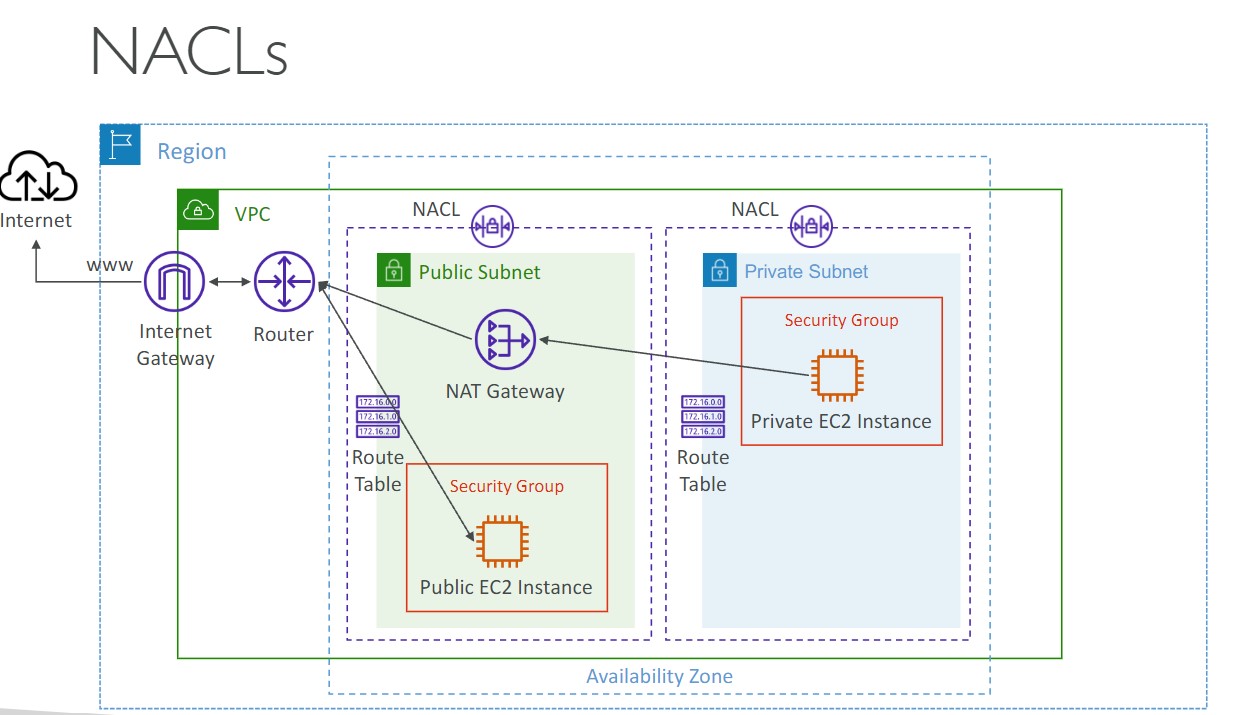 NACLs
Region
Internet
VPC
NACL
NACL
www
Public Subnet
Private Subnet
Internet
Gateway
Router
Security Group
NAT Gateway
Private EC2 Instance
172.16.0.0
172.16.1.0
172.16.2.0
Route
Table
172.16.0.0
172.16.1.0
172.16.2.0
Route
Table
Security Group
Public EC2 Instance
Availability Zone